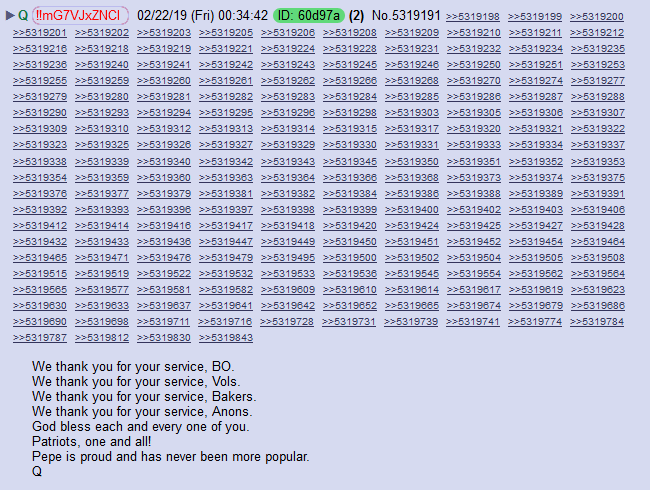 ▶ Q !!mG7VJxZNCI 02/22/19 (Fri) 00:34:42 ID: 60d97a (2) No.5319191 >>5319198 >>5319199 >>5319200
>>5319201 >>5319202 >>5319203 >>5319205 >>5319206 >>5319208 >>5319209 >>5319210 >>5319211 >>5319212
>>5319216 >>5319218 >>5319219 >>5319221 >>5319224 >>5319228 >>5319231 >>5319232 >>5319234 >>5319235
>>5319236 >>5319240 >>5319241 >>5319242 >>5319243 >>5319245 >>5319246 >>5319250 >>5319251 >>5319253
>>5319255 >>5319259 >>5319260 >>5319261 >>5319262 >>5319266 >>5319268 >>5319270 >>5319274 >>5319277
>>5319279 >>5319280 >>5319281 >>5319282 >>5319283 >>5319284 >>5319285 >>5319286 >>5319287 >>5319288
>>5319290 >>5319293 >>5319294 >>5319295 >>5319296 >>5319298 >>5319303 >>5319305 >>5319306 >>5319307
>>5319309 >>5319310 >>5319312 >>5319313 >>5319314 >>5319315 >>5319317 >>5319320 >>5319321 >>5319322
>>5319323 >>5319325 >>5319326 >>5319327 >>5319329 >>5319330 >>5319331 >>5319333 >>5319334 >>5319337
>>5319338 >>5319339 >>5319340 >>5319342 >>5319343 >>5319345 >>5319350 >>5319351 >>5319352 >>5319353
>>5319354 >>5319359 >>5319360 >>5319363 >>5319364 >>5319366 >>5319368 >>5319373 >>5319374 >>5319375
>>5319376 >>5319377 >>5319379 >>5319381 >>5319382 >>5319384 >>5319386 >>5319388 >>5319389 >>5319391
>>5319392 >>5319393 >>5319396 >>5319397 >>5319398 >>5319399 >>5319400 >>5319402 >>5319403 >>5319406
>>5319412 >>5319414 >>5319416 >>5319417 >>5319418 >>5319420 >>5319424 >>5319425 >>5319427 >>5319428
>>5319432 >>5319433 >>5319436 >>5319447 >>5319449 >>5319450 >>5319451 >>5319452 >>5319454 >>5319464
>>5319465 >>5319471 >>5319476 >>5319479 >>5319495 >>5319500 >>5319502 >>5319504 >>5319505 >>5319508
>>5319515 >>5319519 >>5319522 >>5319532 >>5319533 >>5319536 >>5319545 >>5319554 >>5319562 >>5319564
>>5319565 >>5319577 >>5319581 >>5319582 >>5319609 >>5319610 >>5319614 >>5319617 >>5319619 >>5319623
>>5319630 >>5319633 >>5319637 >>5319641 >>5319642 >>5319652 >>5319665 >>5319674 >>5319679 >>5319686
>>5319690 >>5319698 >>5319711 >>5319716 >>5319728 >>5319731 >>5319739 >>5319741 >>5319774 >>5319784
>>5319787 >>5319812 >>5319830 >>5319843
We thank you for your service, BO.
We thank you for your service, Vols.
We thank you for your service, Bakers.
We thank you for your service, Anons.
God bless each and every one of you.
Patriots, one and all!
Pepe is proud and has never been more popular.
Q